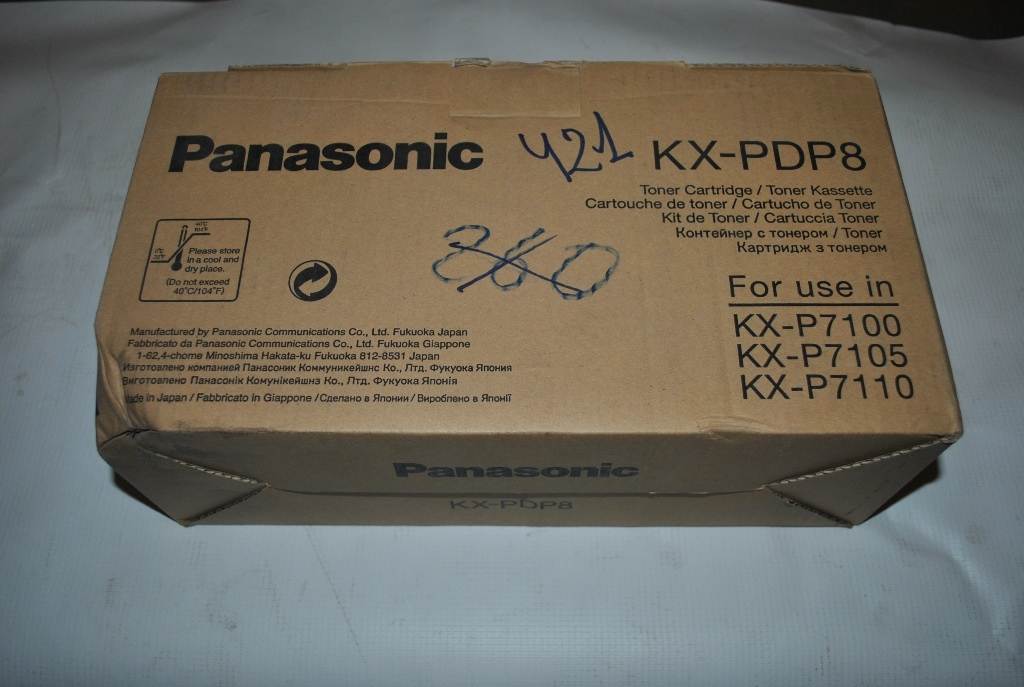 Panasonic
421
KX-PDP8
Toner Cartridge / Toner Kassette
Cartouche de toner / Cartucho de Toner
Kit de Toner / Cartuccia Toner
Контейнер с тонером / Toner
Картридж з тонером
360
40°C
104°F
0°C
32°F
Please store
in a cool and
dry place.
(Do not exceed
40°C/104°F)
For use in
KX-P7100
KX-P7105
KX-P7110
Manufactured by Panasonic Communications Co., Ltd. Fukuoka Japan
Fabbricato da Panasonic Communications Co., Ltd. Fukuoka Giappone
1-62,4-chome Minoshima Hakata-ku Fukuoka 812-8531 Japan
Изготовлено компанией Панасоник Коммуникейшнс Ко., Лтд. Фукуока Япония
Виготовлено Панасонік Комунікейшнз Ко., Лтд. Фукуока Японія
Made in Japan / Fabbricato in Giappone / Сделано в Японии / Вироблено в Японії
Panasonic
KX-PDP8